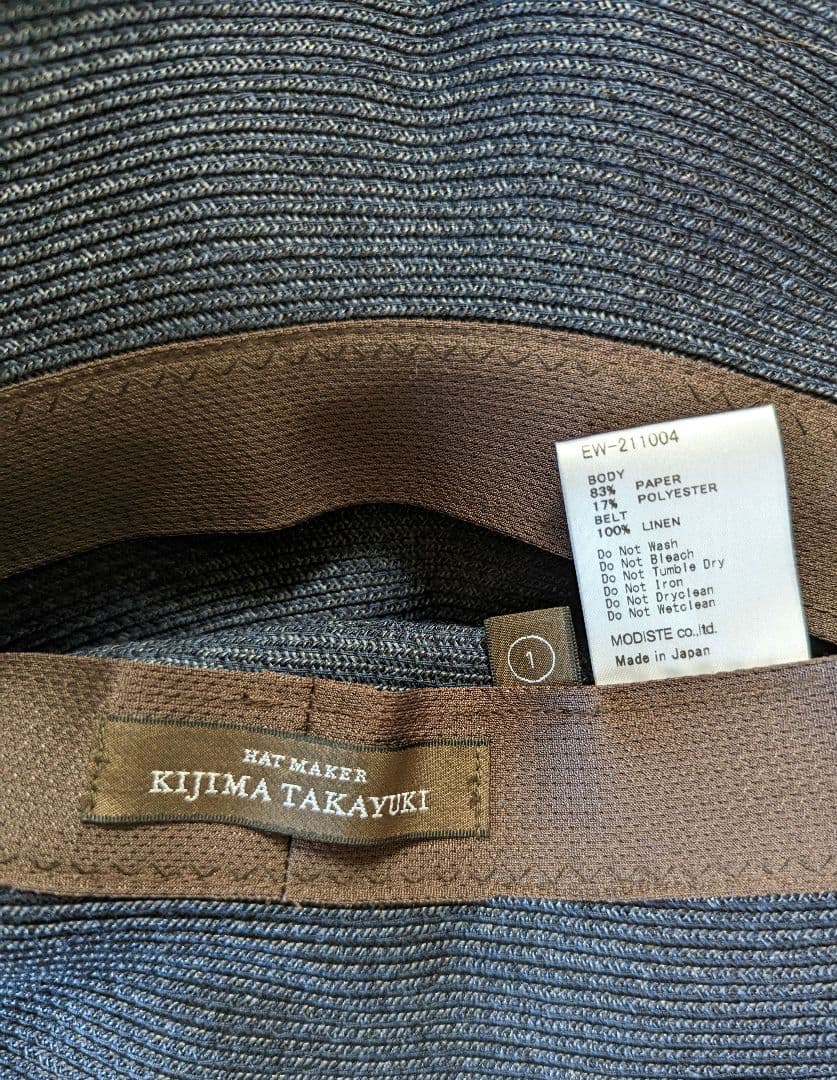 EW-211004
BODY
83% PAPER
17% POLYESTER
BELT
100% LINEN
Do Not Wash
Do Not Bleach
Do Not Tumble Dry
Do Not Iron
Do Not Dryclean
Do Not Wetclean
MODISTE co.,ltd.
Made in Japan
1
HAT MAKER
KIJIMA TAKAYUKI